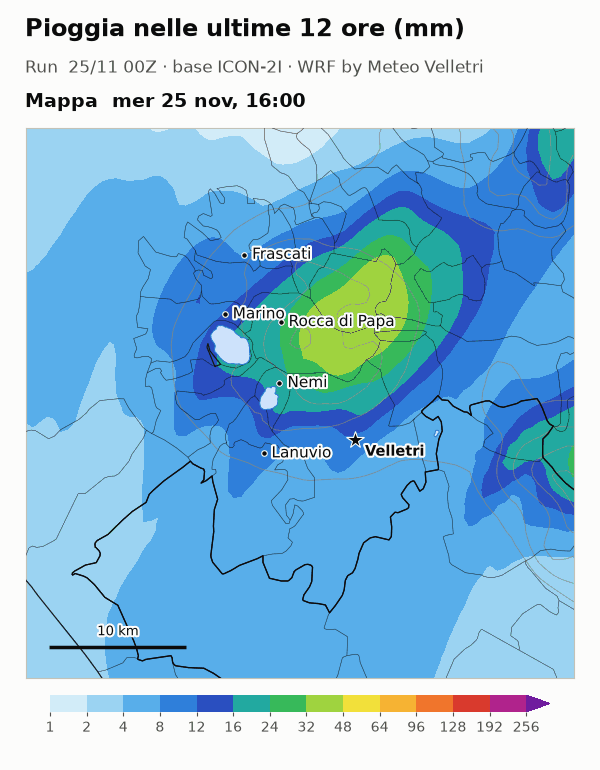 Pioggia nelle ultime 12 ore (mm)
Run  25/11 00Z · base ICON-2I · WRF by Meteo Velletri
Mappa  mer 25 nov, 16:00
Frascati
Marino
Rocca di Papa
Nemi
Velletri
Lanuvio
10 km
1 2 4 8 12 16 24 32 48 64 96 128 192 256